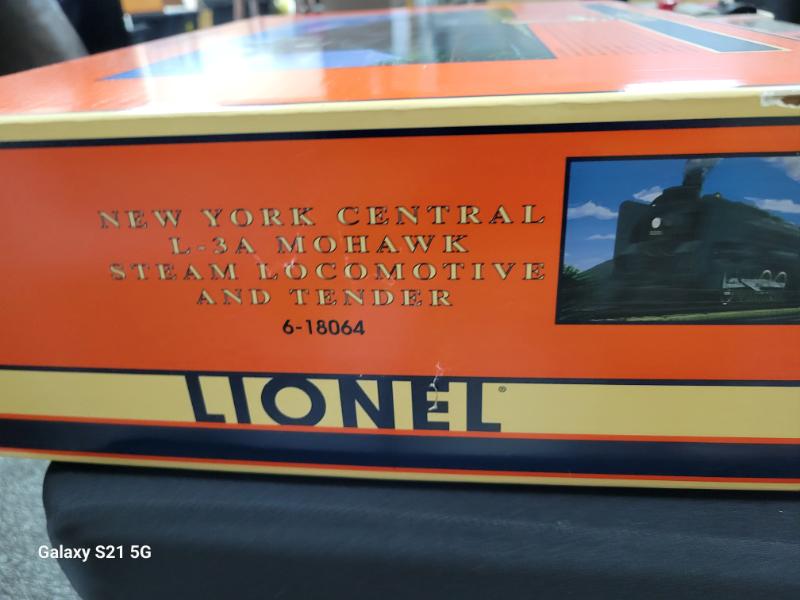 NEW YORK CENTRAL
L-3A MOHAWK
STEAM LOCOMOTIVE
AND TENDER
6-18064
LIONEL®
Galaxy S21 5G